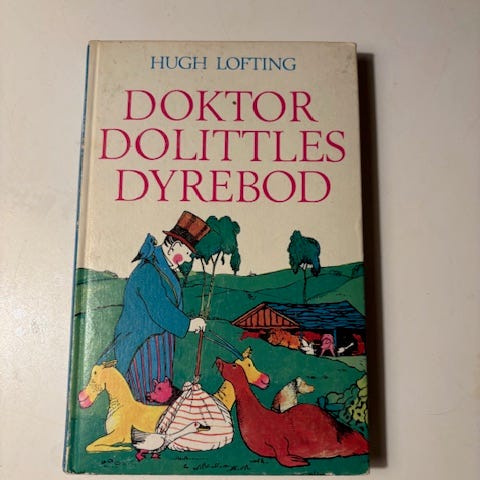 HUGH LOFTING
DOKTOR
DOLITTLES
DYREBOD